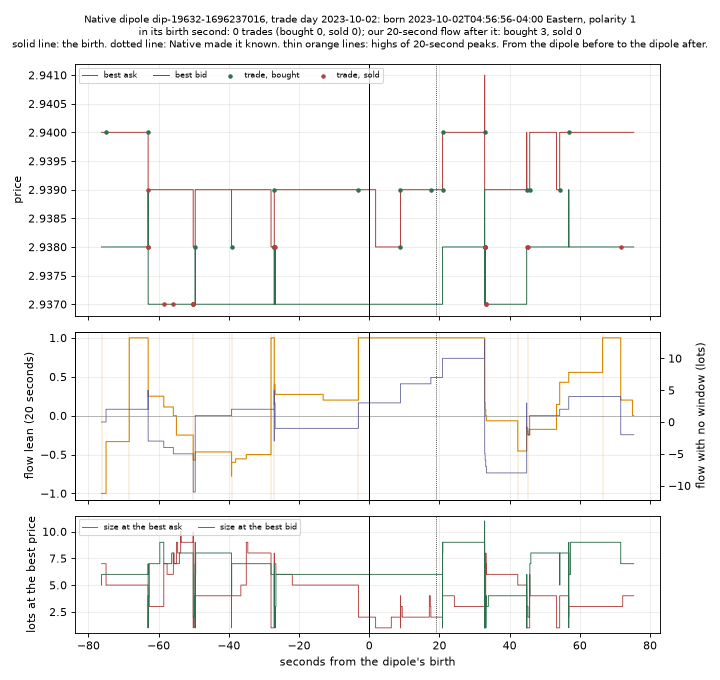 Native dipole dip-19632-1696237016, trade day 2023-10-02: born 2023-10-02T04:56:56-04:00 Eastern, polarity 1
in its birth second: 0 trades (bought 0, sold 0); our 20-second flow after it: bought 3, sold 0
solid line: the birth. dotted line: Native made it known. thin orange lines: highs of 20-second peaks. From the dipole before to the dipole after.
best ask
best bid
trade, bought
trade, sold
2.9410
2.9405
2.9400
2.9395
2.9390
2.9385
2.9380
2.9375
2.9370
price
1.0
0.5
0.0
−0.5
−1.0
flow lean (20 seconds)
10
5
0
−5
−10
flow with no window (lots)
size at the best ask
size at the best bid
10.0
7.5
5.0
2.5
lots at the best price
−80
−60
−40
−20
0
20
40
60
80
seconds from the dipole's birth